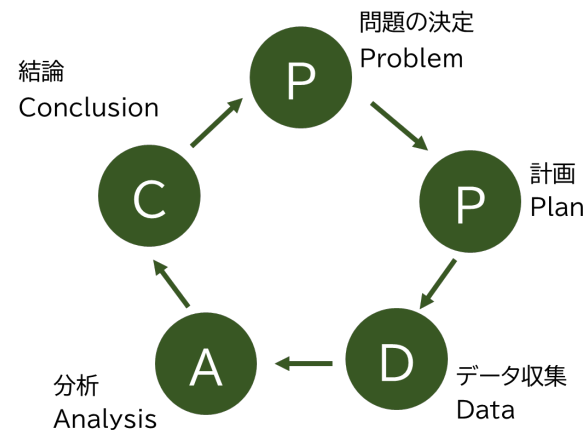 P
問題の決定
Problem
P
計画
Plan
D
データ収集
Data
A
分析
Analysis
C
結論
Conclusion